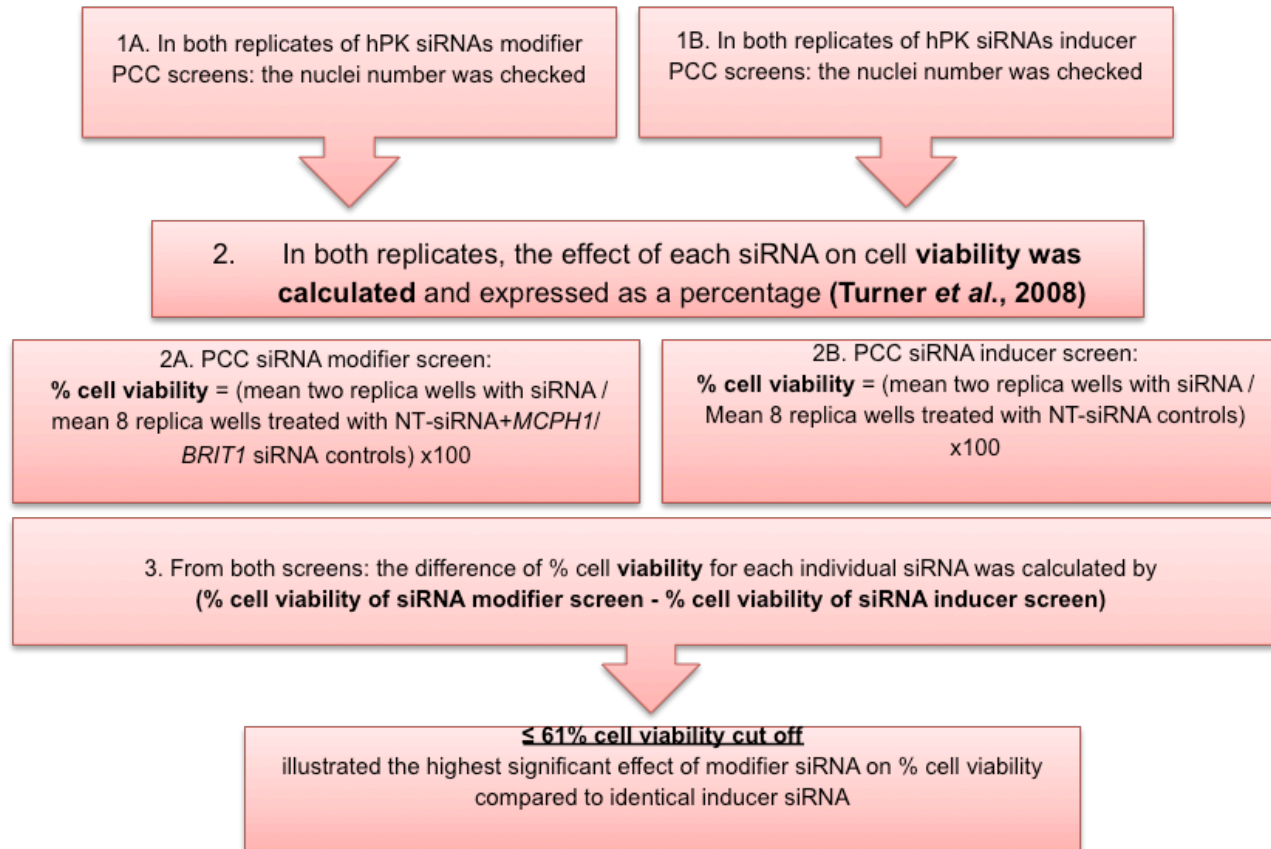 1A. In both replicates of hPK siRNAs modifier
PCC screens: the nuclei number was checked
1B. In both replicates of hPK siRNAs inducer
PCC screens: the nuclei number was checked
2. In both replicates, the effect of each siRNA on cell viability was
calculated and expressed as a percentage (Turner et al., 2008)
2A. PCC siRNA modifier screen:
% cell viability = (mean two replica wells with siRNA /
mean 8 replica wells treated with NT-siRNA+MCPH1/
BRIT1 siRNA controls) x100
2B. PCC siRNA inducer screen:
% cell viability = (mean two replica wells with siRNA /
Mean 8 replica wells treated with NT-siRNA controls)
x100
3. From both screens: the difference of % cell viability for each individual siRNA was calculated by
(% cell viability of siRNA modifier screen - % cell viability of siRNA inducer screen)
≤ 61% cell viability cut off
illustrated the highest significant effect of modifier siRNA on % cell viability
compared to identical inducer siRNA